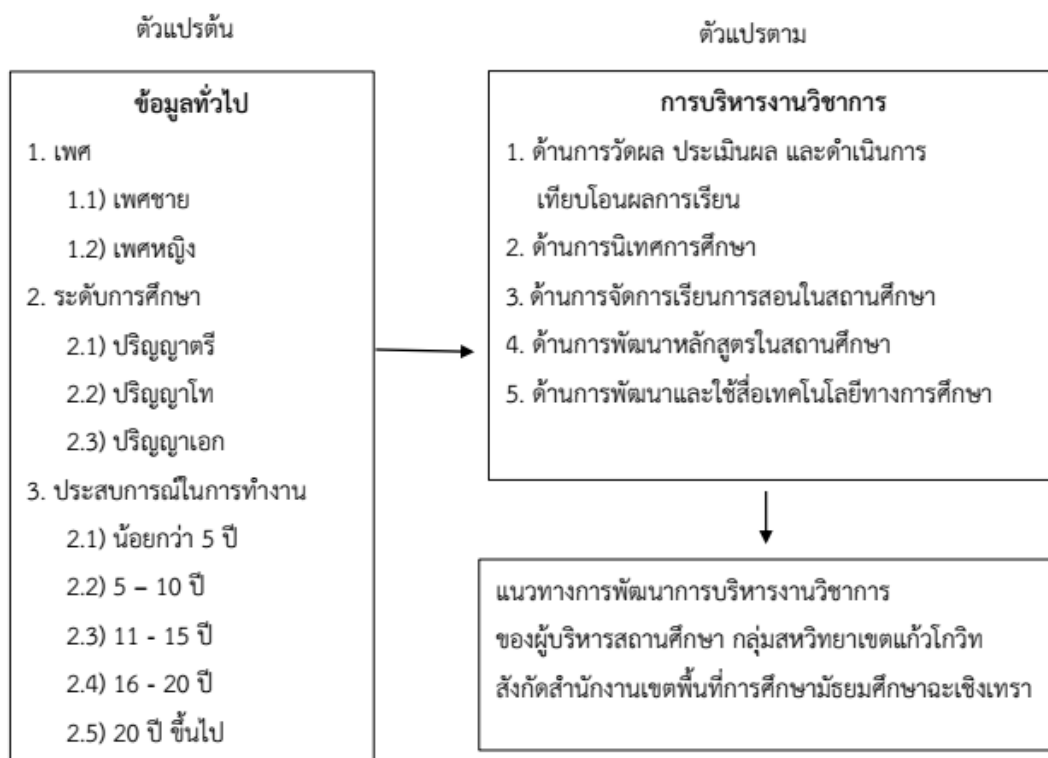 ตัวแปรต้น
ข้อมูลทั่วไป
1. เพศ
1.1) เพศชาย
1.2) เพศหญิง
2. ระดับการศึกษา
2.1) ปริญญาตรี
2.2) ปริญญาโท
2.3) ปริญญาเอก
3. ประสบการณ์ในการทำงาน
2.1) น้อยกว่า 5 ปี
2.2) 5 – 10 ปี
2.3) 11 - 15 ปี
2.4) 16 - 20 ปี
2.5) 20 ปี ขึ้นไป
ตัวแปรตาม
การบริหารงานวิชาการ
1. ด้านการวัดผล ประเมินผล และดำเนินการ
เทียบโอนผลการเรียน
2. ด้านการนิเทศการศึกษา
3. ด้านการจัดการเรียนการสอนในสถานศึกษา
4. ด้านการพัฒนาหลักสูตรในสถานศึกษา
5. ด้านการพัฒนาและใช้สื่อเทคโนโลยีทางการศึกษา
แนวทางการพัฒนาการบริหารงานวิชาการ
ของผู้บริหารสถานศึกษา กลุ่มสหวิทยาเขตแก้วโกวิท
สังกัดสำนักงานเขตพื้นที่การศึกษามัธยมศึกษาฉะเชิงเทรา